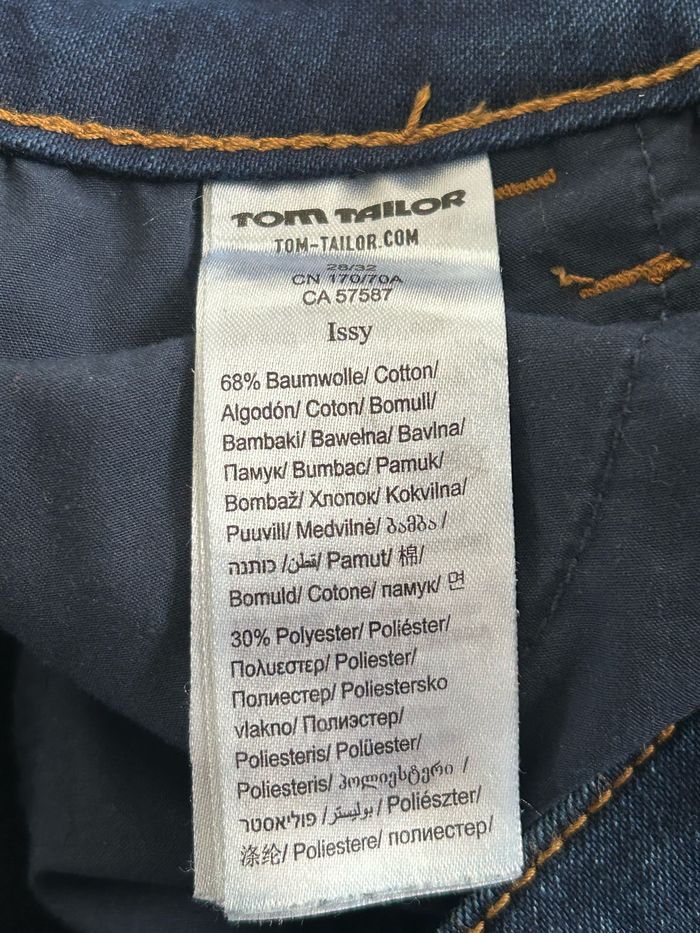 TOM TAILOR
TOM-TAILOR.COM
28/32
CN 170/70A
CA 57587
Issy
68% Baumwolle/ Cotton/
Algodón/ Coton/ Bomull/
Bambaki/ Bawełna/ Bavlna/
Памук/ Bumbac/ Pamuk/
Bombaž/ Хлопок/ Kokvilna/
Puuvill/ Medvilnė/ ბამბა /
כותנה /قطن/ Pamut/ 棉/
Bomuld/ Cotone/ памук/ 면
30% Polyester/ Poliéster/
Πολυεστερ/ Poliester/
Полиестер/ Poliestersko
vlakno/ Полиэстер/
Poliesteris/ Polüester/
Poliesteris/ პოლიესტერი /
פוליאסטר /بوليستر/ Poliészter/
涤纶/ Poliestere/ полиестер/